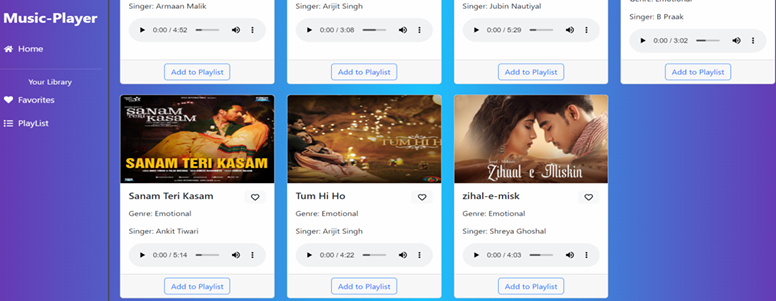 Music-Player
Home
Your Library
Favorites
PlayList
Singer: Armaan Malik
0:00 / 4:52
Add to Playlist
Singer: Arijit Singh
0:00 / 3:08
Add to Playlist
Singer: Jubin Nautiyal
0:00 / 5:29
Add to Playlist
Genre: Emotional
Singer: B Praak
0:00 / 3:02
Add to Playlist
SANAM
TERI
KASAM
SANAM TERI KASAM
Sanam Teri Kasam
Genre: Emotional
Singer: Ankit Tiwari
0:00 / 5:14
Add to Playlist
TUM HI H
Tum Hi Ho
Genre: Emotional
Singer: Arijit Singh
0:00 / 4:22
Add to Playlist
Zihaal-e-Miskin
zihal-e-misk
Genre: Emotional
Singer: Shreya Ghoshal
0:00 / 4:03
Add to Playlist